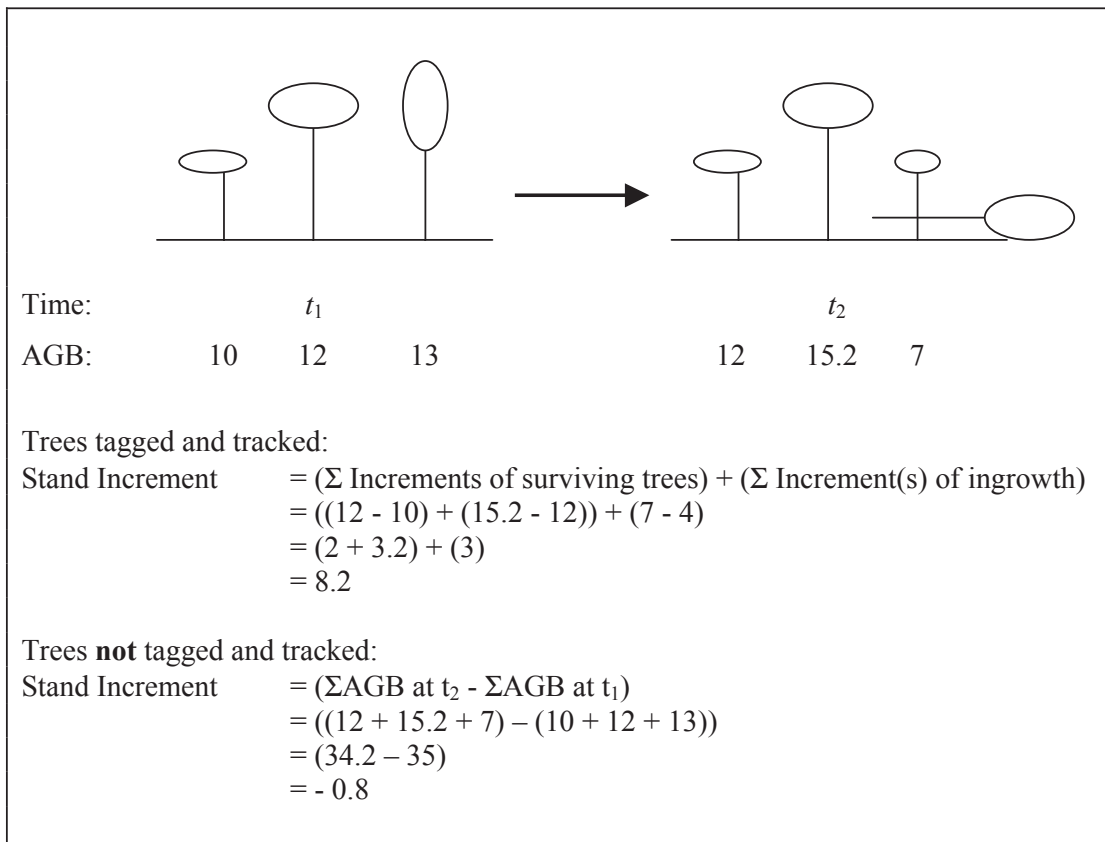 Time: t₁ t₂
AGB: 10 12 13 12 15.2 7
Trees tagged and tracked:
Stand Increment = (Σ Increments of surviving trees) + (Σ Increment(s) of ingrowth)
= ((12 - 10) + (15.2 - 12)) + (7 - 4)
= (2 + 3.2) + (3)
= 8.2
Trees not tagged and tracked:
Stand Increment = (ΣAGB at t₂ - ΣAGB at t₁)
= ((12 + 15.2 + 7) – (10 + 12 + 13))
= (34.2 – 35)
= - 0.8